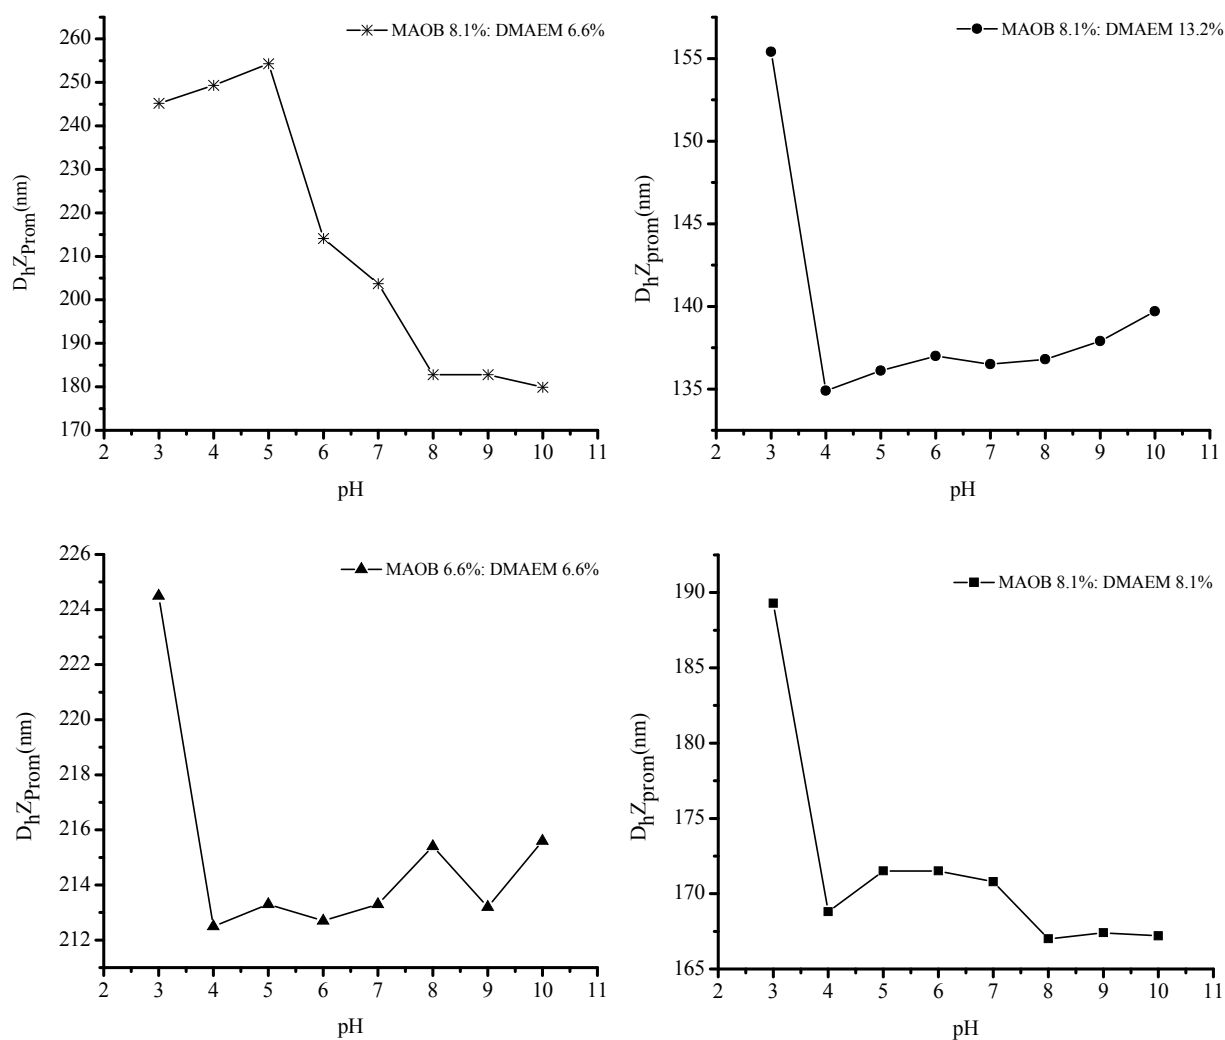 MAOB 8.1%: DMAEM 6.6%
260
250
240
230
220
210
200
190
180
170
DhZProm(nm)
2 3 4 5 6 7 8 9 10 11
pH
MAOB 8.1%: DMAEM 13.2%
155
150
145
140
135
DhZprom(nm)
2 3 4 5 6 7 8 9 10 11
pH
MAOB 6.6%: DMAEM 6.6%
226
224
222
220
218
216
214
212
DhZProm(nm)
2 3 4 5 6 7 8 9 10 11
pH
MAOB 8.1%: DMAEM 8.1%
190
185
180
175
170
165
DhZprom(nm)
2 3 4 5 6 7 8 9 10 11
pH